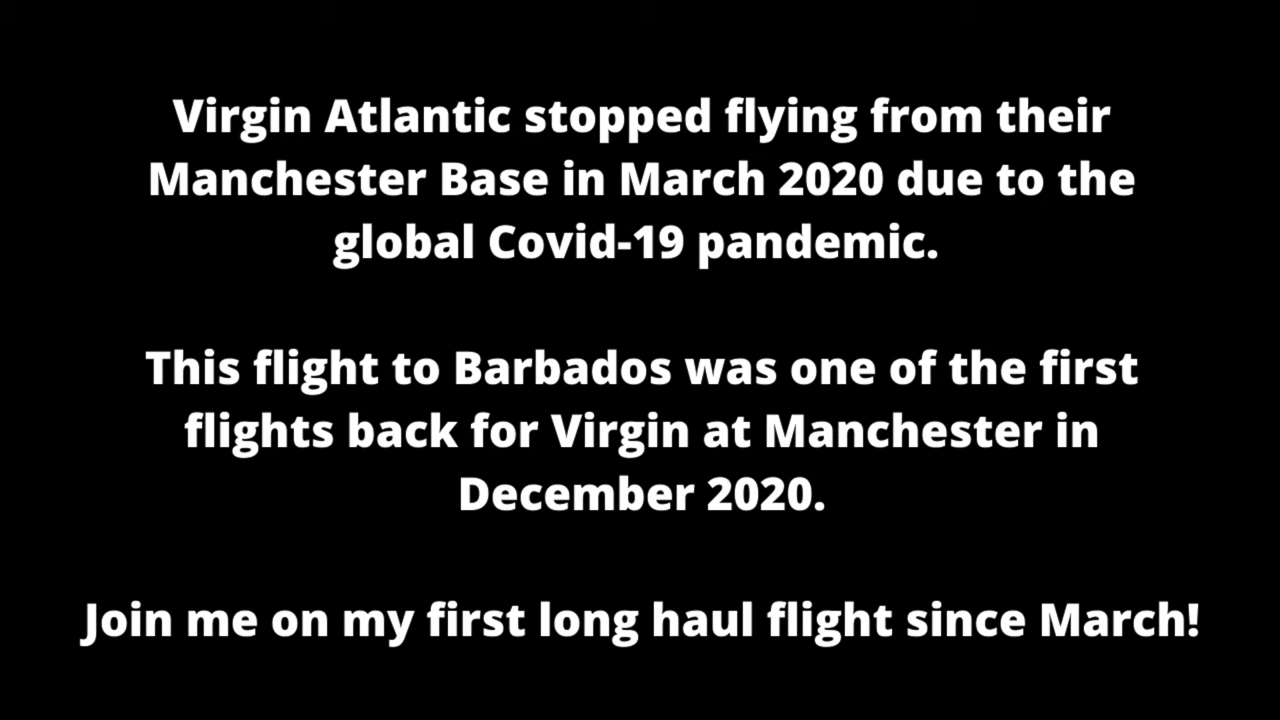 Virgin Atlantic stopped flying from their
Manchester Base in March 2020 due to the
global Covid-19 pandemic.
This flight to Barbados was one of the first
flights back for Virgin at Manchester in
December 2020.
Join me on my first long haul flight since March!